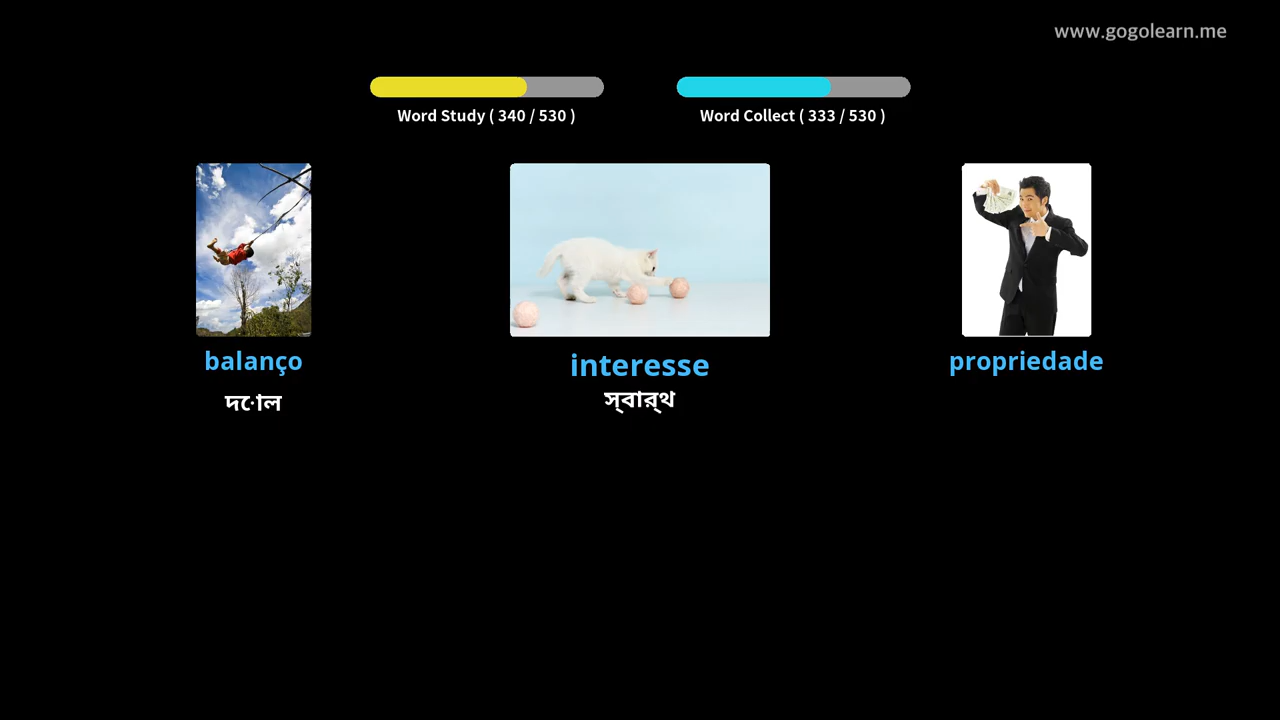 www.gogolearn.me
Word Study ( 340 / 530 )
Word Collect ( 333 / 530 )
balanço
interesse
propriedade
দোল
স্বার্থ